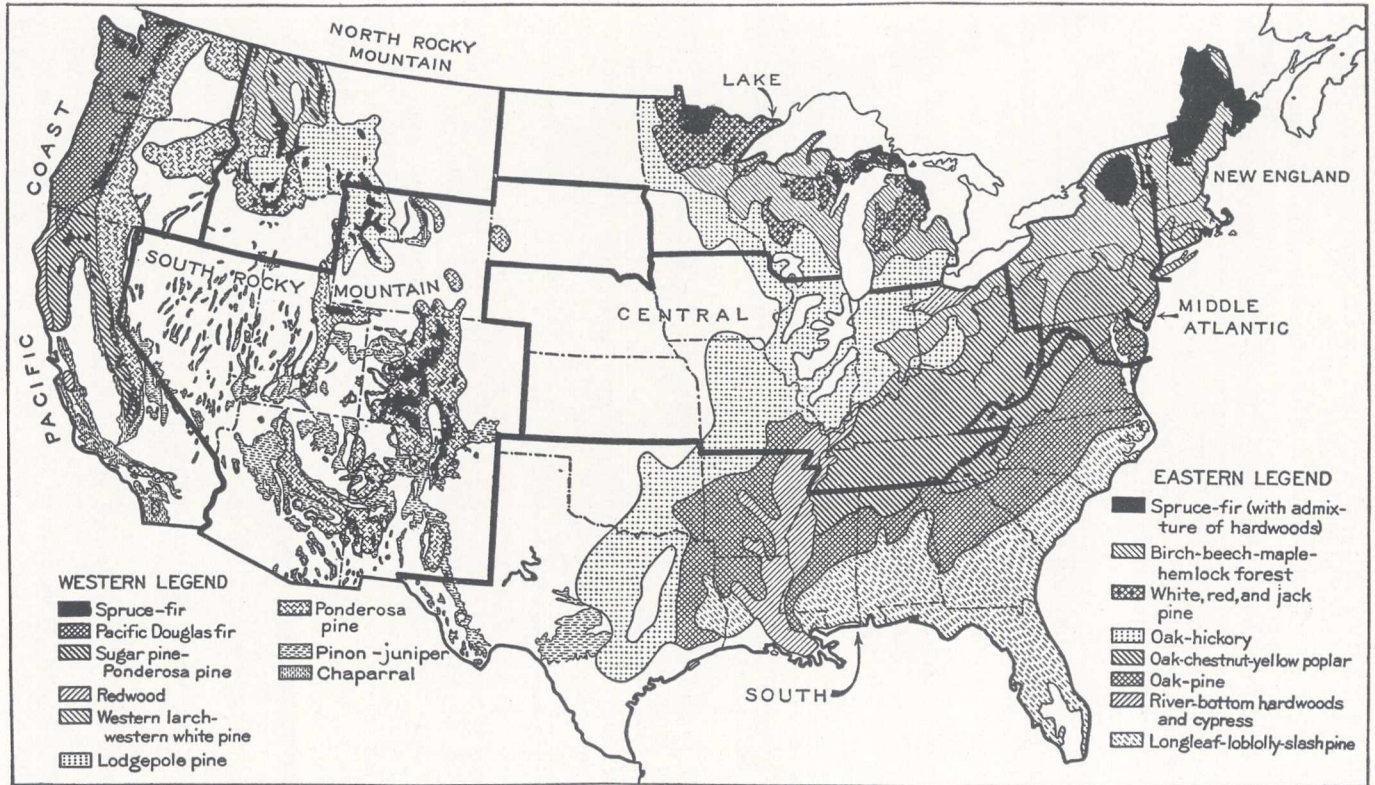 NORTH ROCKY
MOUNTAIN
LAKE
COAST
PACIFIC
NEW ENGLAND
SOUTH ROCKY MOUNTAIN
CENTRAL
MIDDLE
ATLANTIC
SOUTH
WESTERN LEGEND
Spruce-fir
Pacific Douglas fir
Sugar pine-
Ponderosa pine
Redwood
Western larch-
western white pine
Lodgepole pine
Ponderosa
pine
Pinon-juniper
Chaparral
EASTERN LEGEND
Spruce-fir (with admix-
ture of hardwoods)
Birch-beech-maple-
hemlock forest
White, red, and jack
pine
Oak-hickory
Oak-chestnut-yellow poplar
Oak-pine
River-bottom hardwoods
and cypress
Longleaf-loblolly-slash pine